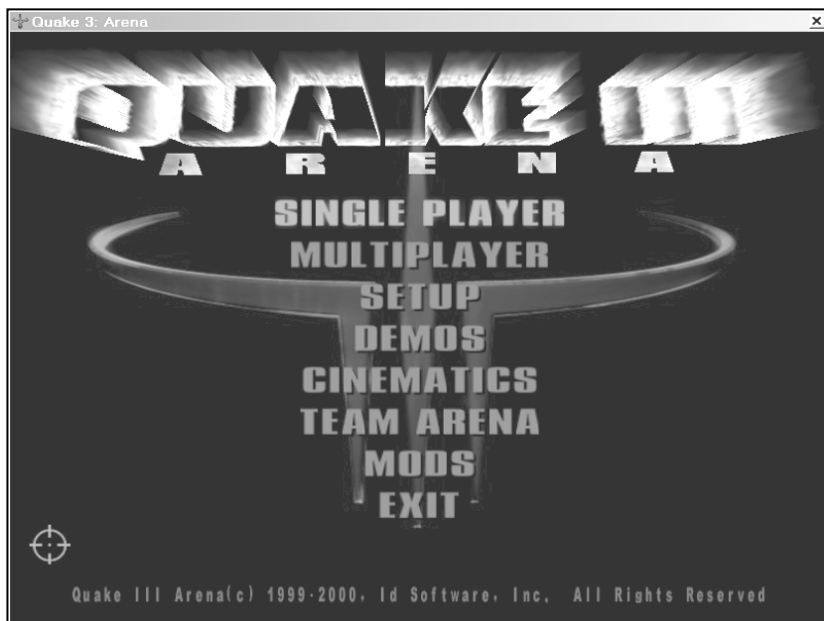 Quake 3: Arena
QUAKE III
ARENA
SINGLE PLAYER
MULTIPLAYER
SETUP
DEMOS
CINEMATICS
TEAM ARENA
MODS
EXIT
Quake III Arena(c) 1999-2000, Id Software, Inc. All Rights Reserved